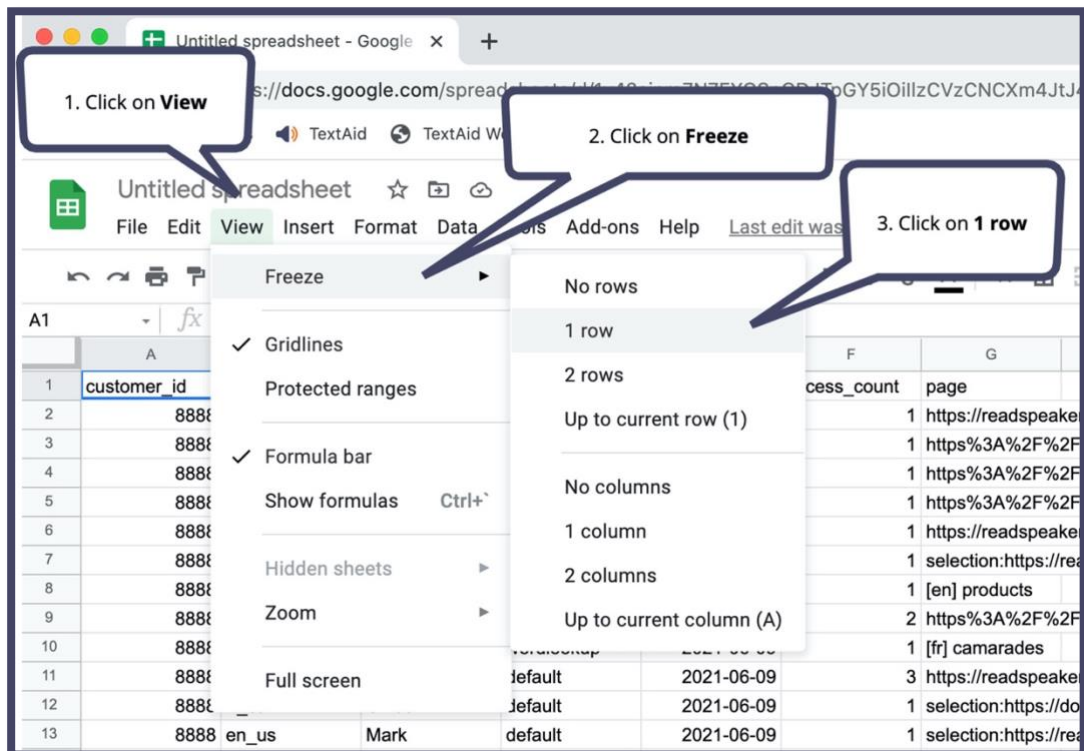 Untitled spreadsheet - Google × +
1. Click on View
s://docs.google.com/sprea
GY5iOillzCVzCNCXm4JtJ4
2. Click on Freeze
TextAid TextAid W
3. Click on 1 row
Untitled spreadsheet
File Edit View Insert Format Data Add-ons Help Last edit was
Freeze
No rows
A1 fx
1 row
Gridlines
2 rows
Protected ranges
Up to current row (1)
Formula bar
No columns
Show formulas Ctrl+`
1 column
Hidden sheets
2 columns
Zoom
Up to current column (A)
Full screen
A F G
1 customer_id cess_count page
2 8888 1 https://readspeake
3 8888 1 https%3A%2F%2F
4 8888 1 https%3A%2F%2F
5 8888 1 https%3A%2F%2F
6 8888 1 https://readspeake
7 8888 1 selection:https://rea
8 8888 1 [en] products
9 8888 2 https%3A%2F%2F
10 8888 1 [fr] camarades
11 8888 default 2021-06-09 3 https://readspeake
12 8888 default 2021-06-09 1 selection:https://do
13 8888 en_us Mark default 2021-06-09 1 selection:https://rea